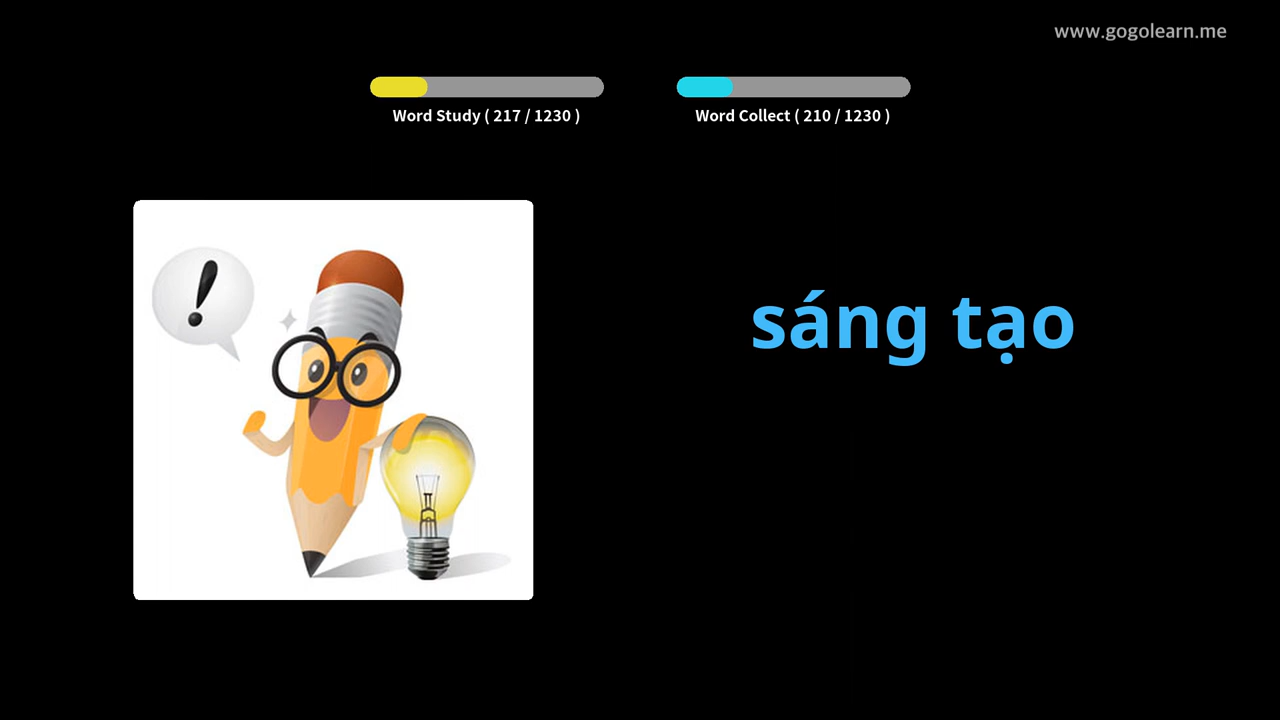 www.gogolearn.me
Word Study ( 217 / 1230 )
Word Collect ( 210 / 1230 )
!
sáng tạo